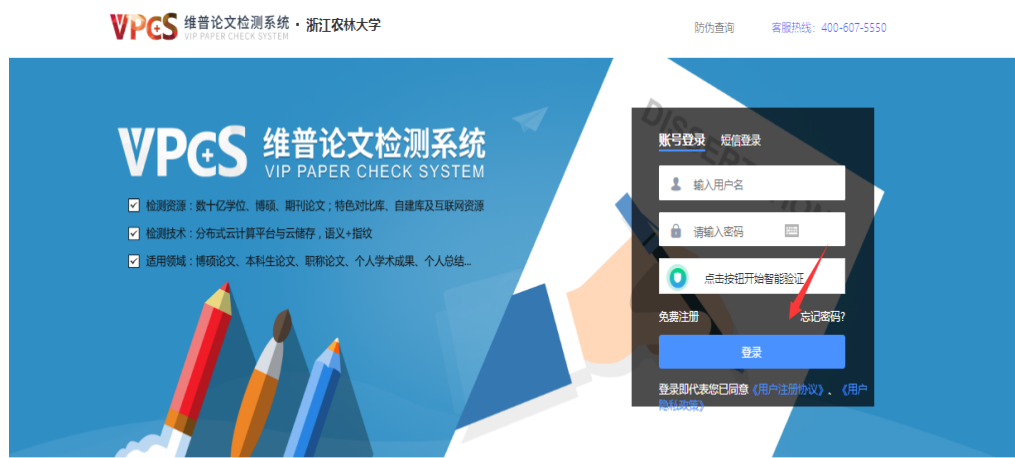 VPCS 维普论文检测系统 · 浙江农林大学
VIP PAPER CHECK SYSTEM
防伪查询 客服热线：400-607-5550
VPCS 维普论文检测系统
VIP PAPER CHECK SYSTEM
检测资源：数十亿学位、博硕、期刊论文；特色对比库、自建库及互联网资源
检测技术：分布式云计算平台与云储存，语义+指纹
适用领域：博硕论文、本科生论文、职称论文、个人学术成果、个人总结...
DISSERTATION
账号登录 短信登录
输入用户名
请输入密码
点击按钮开始智能验证
免费注册 忘记密码?
登录
登录即代表您已同意《用户注册协议》、《用户
隐私政策》